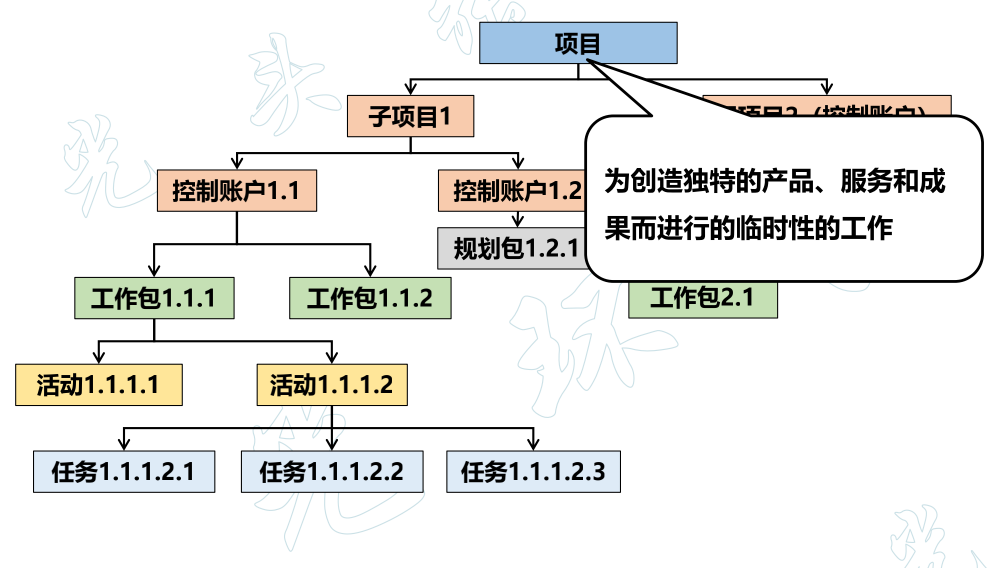 项目
子项目1
子项目2（控制账户）
控制账户1.1
控制账户1.2
为创造独特的产品、服务和成
果而进行的临时性的工作
规划包1.2.1
工作包1.1.1
工作包1.1.2
工作包2.1
活动1.1.1.1
活动1.1.1.2
任务1.1.1.2.1
任务1.1.1.2.2
任务1.1.1.2.3